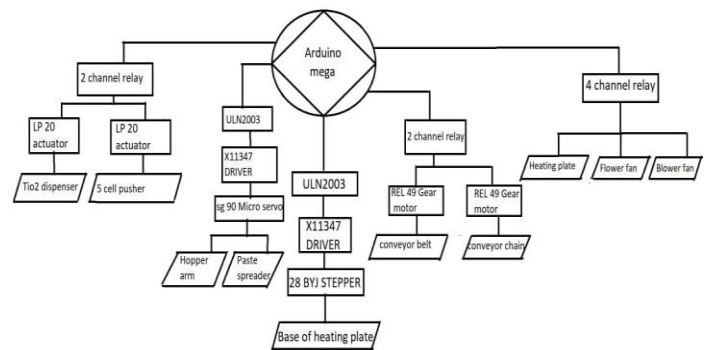 Arduino
mega
2 channel relay
LP 20
actuator
LP 20
actuator
Tio2 dispenser
5 cell pusher
ULN2003
X11347
DRIVER
sg 90 Micro servo
Hopper
arm
Paste
spreader
ULN2003
X11347
DRIVER
28 BYJ STEPPER
Base of heating plate
2 channel relay
REL 49 Gear
motor
REL 49 Gear
motor
conveyor belt
conveyor chain
4 channel relay
Heating plate
Flower fan
Blower fan